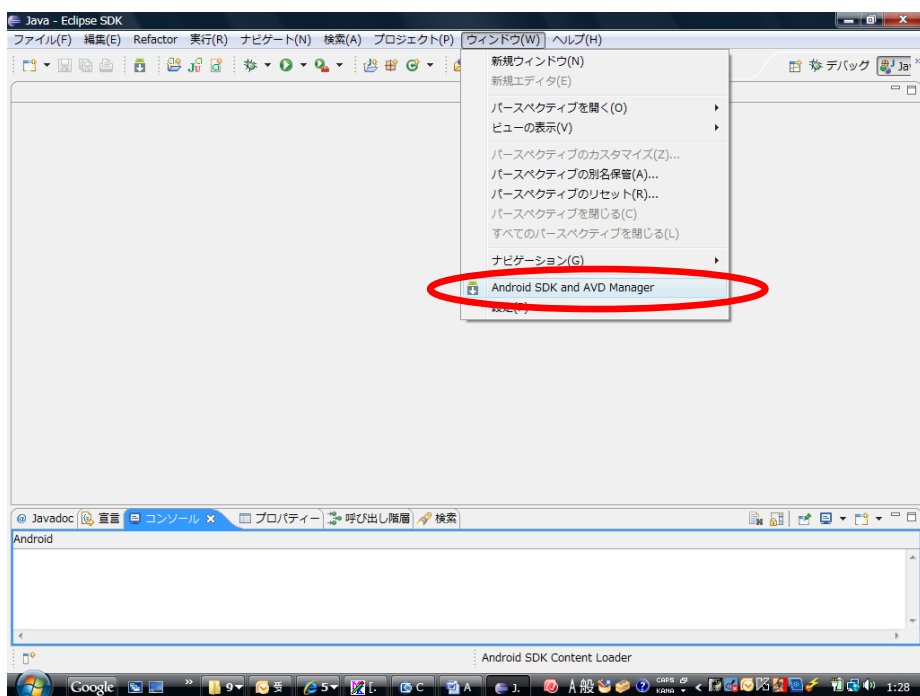 Java - Eclipse SDK
ファイル(F) 編集(E) Refactor 実行(R) ナビゲート(N) 検索(A) プロジェクト(P) ウィンドウ(W) ヘルプ(H)
デバッグ Ja
新規ウィンドウ(N)
新規エディタ(E)
パースペクティブを開く(O)
ビューの表示(V)
パースペクティブのカスタマイズ(Z)...
パースペクティブの別名保管(A)...
パースペクティブのリセット(R)...
パースペクティブを閉じる(C)
すべてのパースペクティブを閉じる(L)
ナビゲーション(G)
Android SDK and AVD Manager
@ Javadoc 宣言 コンソール プロパティー 呼び出し階層 検索
Android
Android SDK Content Loader
Google 9 受 5 [. C A J. A 般 CAPS KANA 1:28